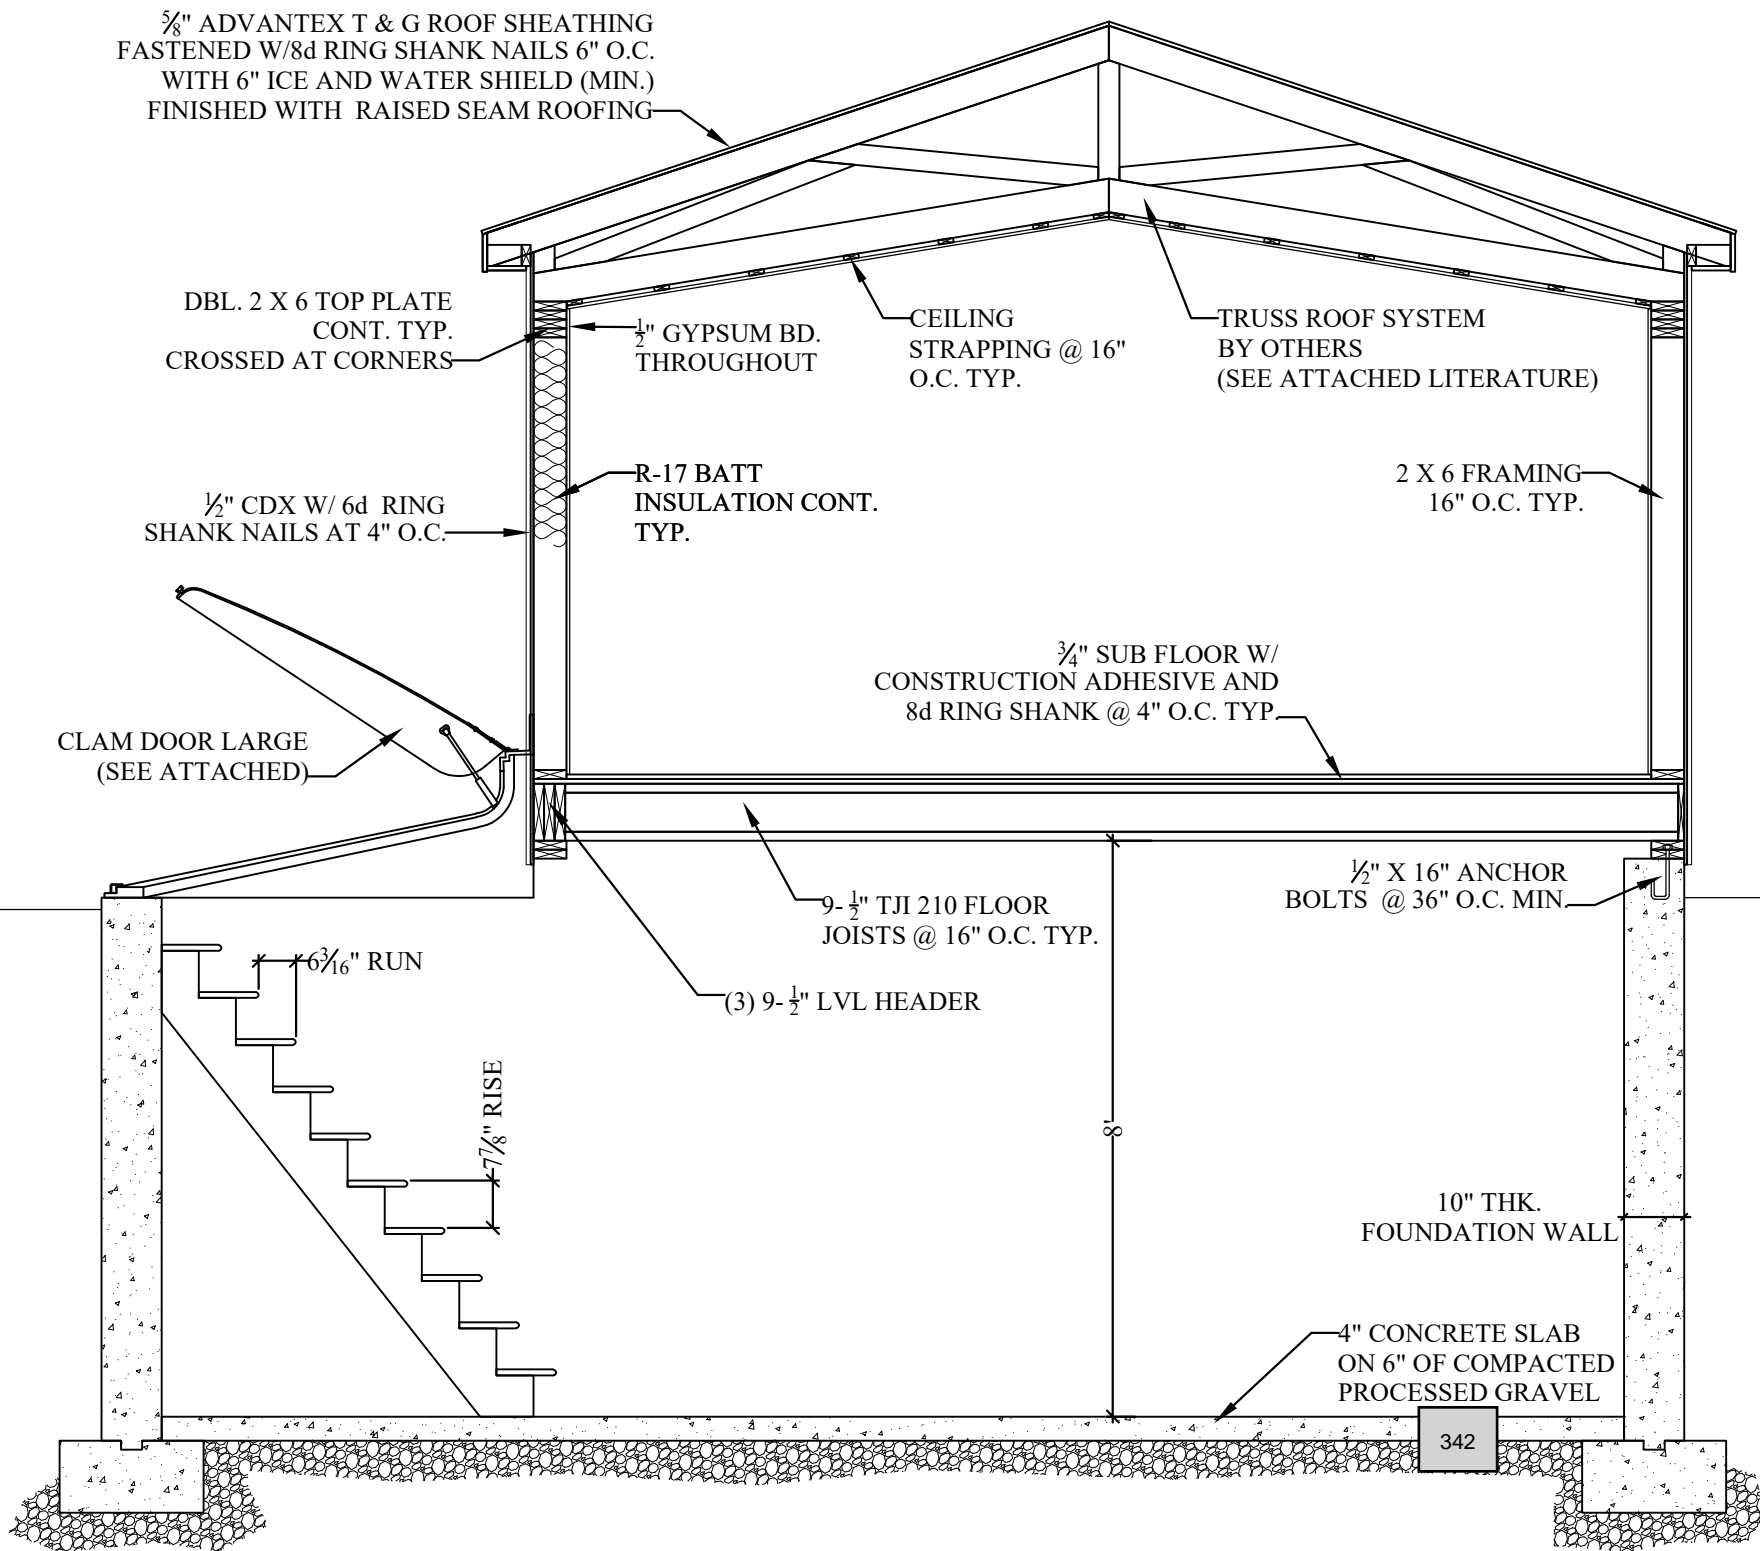 ⅝" ADVANTEX T & G ROOF SHEATHING
FASTENED W/8d RING SHANK NAILS 6" O.C.
WITH 6" ICE AND WATER SHIELD (MIN.)
FINISHED WITH RAISED SEAM ROOFING
DBL. 2 X 6 TOP PLATE
CONT. TYP.
CROSSED AT CORNERS
½" GYPSUM BD.
THROUGHOUT
CEILING
STRAPPING @ 16"
O.C. TYP.
TRUSS ROOF SYSTEM
BY OTHERS
(SEE ATTACHED LITERATURE)
½" CDX W/ 6d RING
SHANK NAILS AT 4" O.C.
R-17 BATT
INSULATION CONT.
TYP.
2 X 6 FRAMING
16" O.C. TYP.
¾" SUB FLOOR W/
CONSTRUCTION ADHESIVE AND
8d RING SHANK @ 4" O.C. TYP.
CLAM DOOR LARGE
(SEE ATTACHED)
½" X 16" ANCHOR
BOLTS @ 36" O.C. MIN.
9-½" TJI 210 FLOOR
JOISTS @ 16" O.C. TYP.
6 3/16" RUN
(3) 9-½" LVL HEADER
7⅞" RISE
8'
10" THK.
FOUNDATION WALL
4" CONCRETE SLAB
ON 6" OF COMPACTED
PROCESSED GRAVEL
342